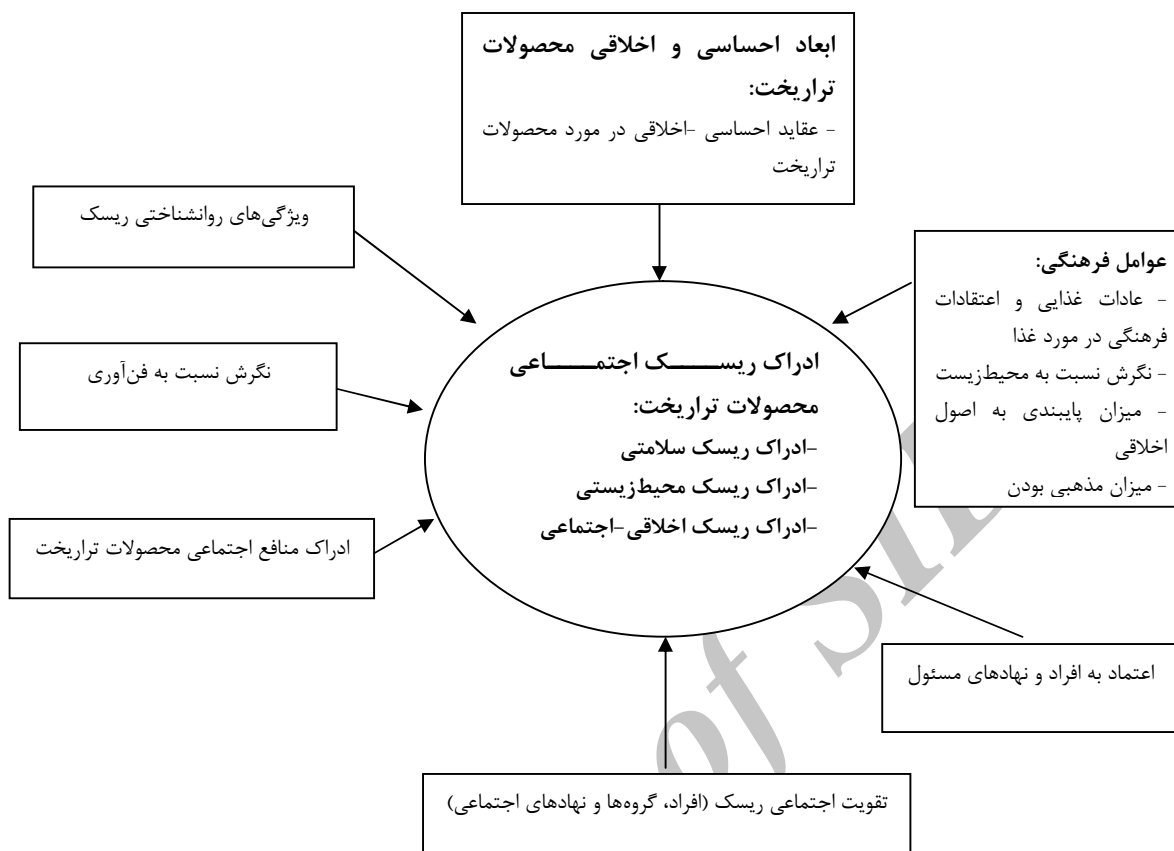 ابعاد احساسی و اخلاقی محصولات
تراریخت:
- عقاید احساسی -اخلاقی در مورد محصولات
تراریخت
ویژگی‌های روانشناختی ریسک
عوامل فرهنگی:
- عادات غذایی و اعتقادات
فرهنگی در مورد غذا
- نگرش نسبت به محیط‌زیست
- میزان پایبندی به اصول
اخلاقی
- میزان مذهبی بودن
نگرش نسبت به فن‌آوری
ادراک ریسک اجتماعی
محصولات تراریخت:
-ادراک ریسک سلامتی
-ادراک ریسک محیط‌زیستی
-ادراک ریسک اخلاقی-اجتماعی
ادراک منافع اجتماعی محصولات تراریخت
اعتماد به افراد و نهادهای مسئول
تقویت اجتماعی ریسک (افراد، گروه‌ها و نهادهای اجتماعی)
of